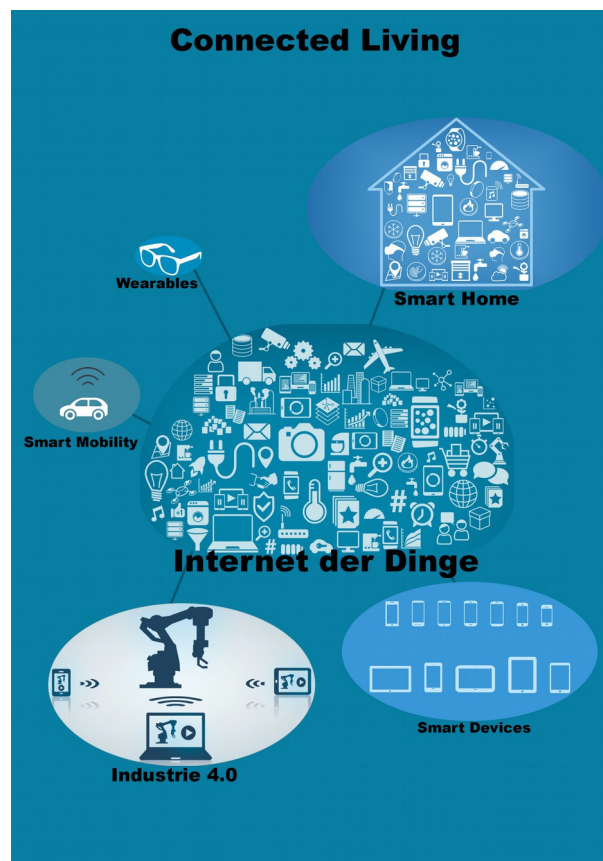 Connected Living
Wearables
Smart Home
Smart Mobility
Internet der Dinge
Smart Devices
Industrie 4.0